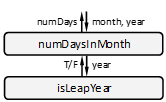 numDays month, year
numDaysInMonth
T/F year
isLeapYear